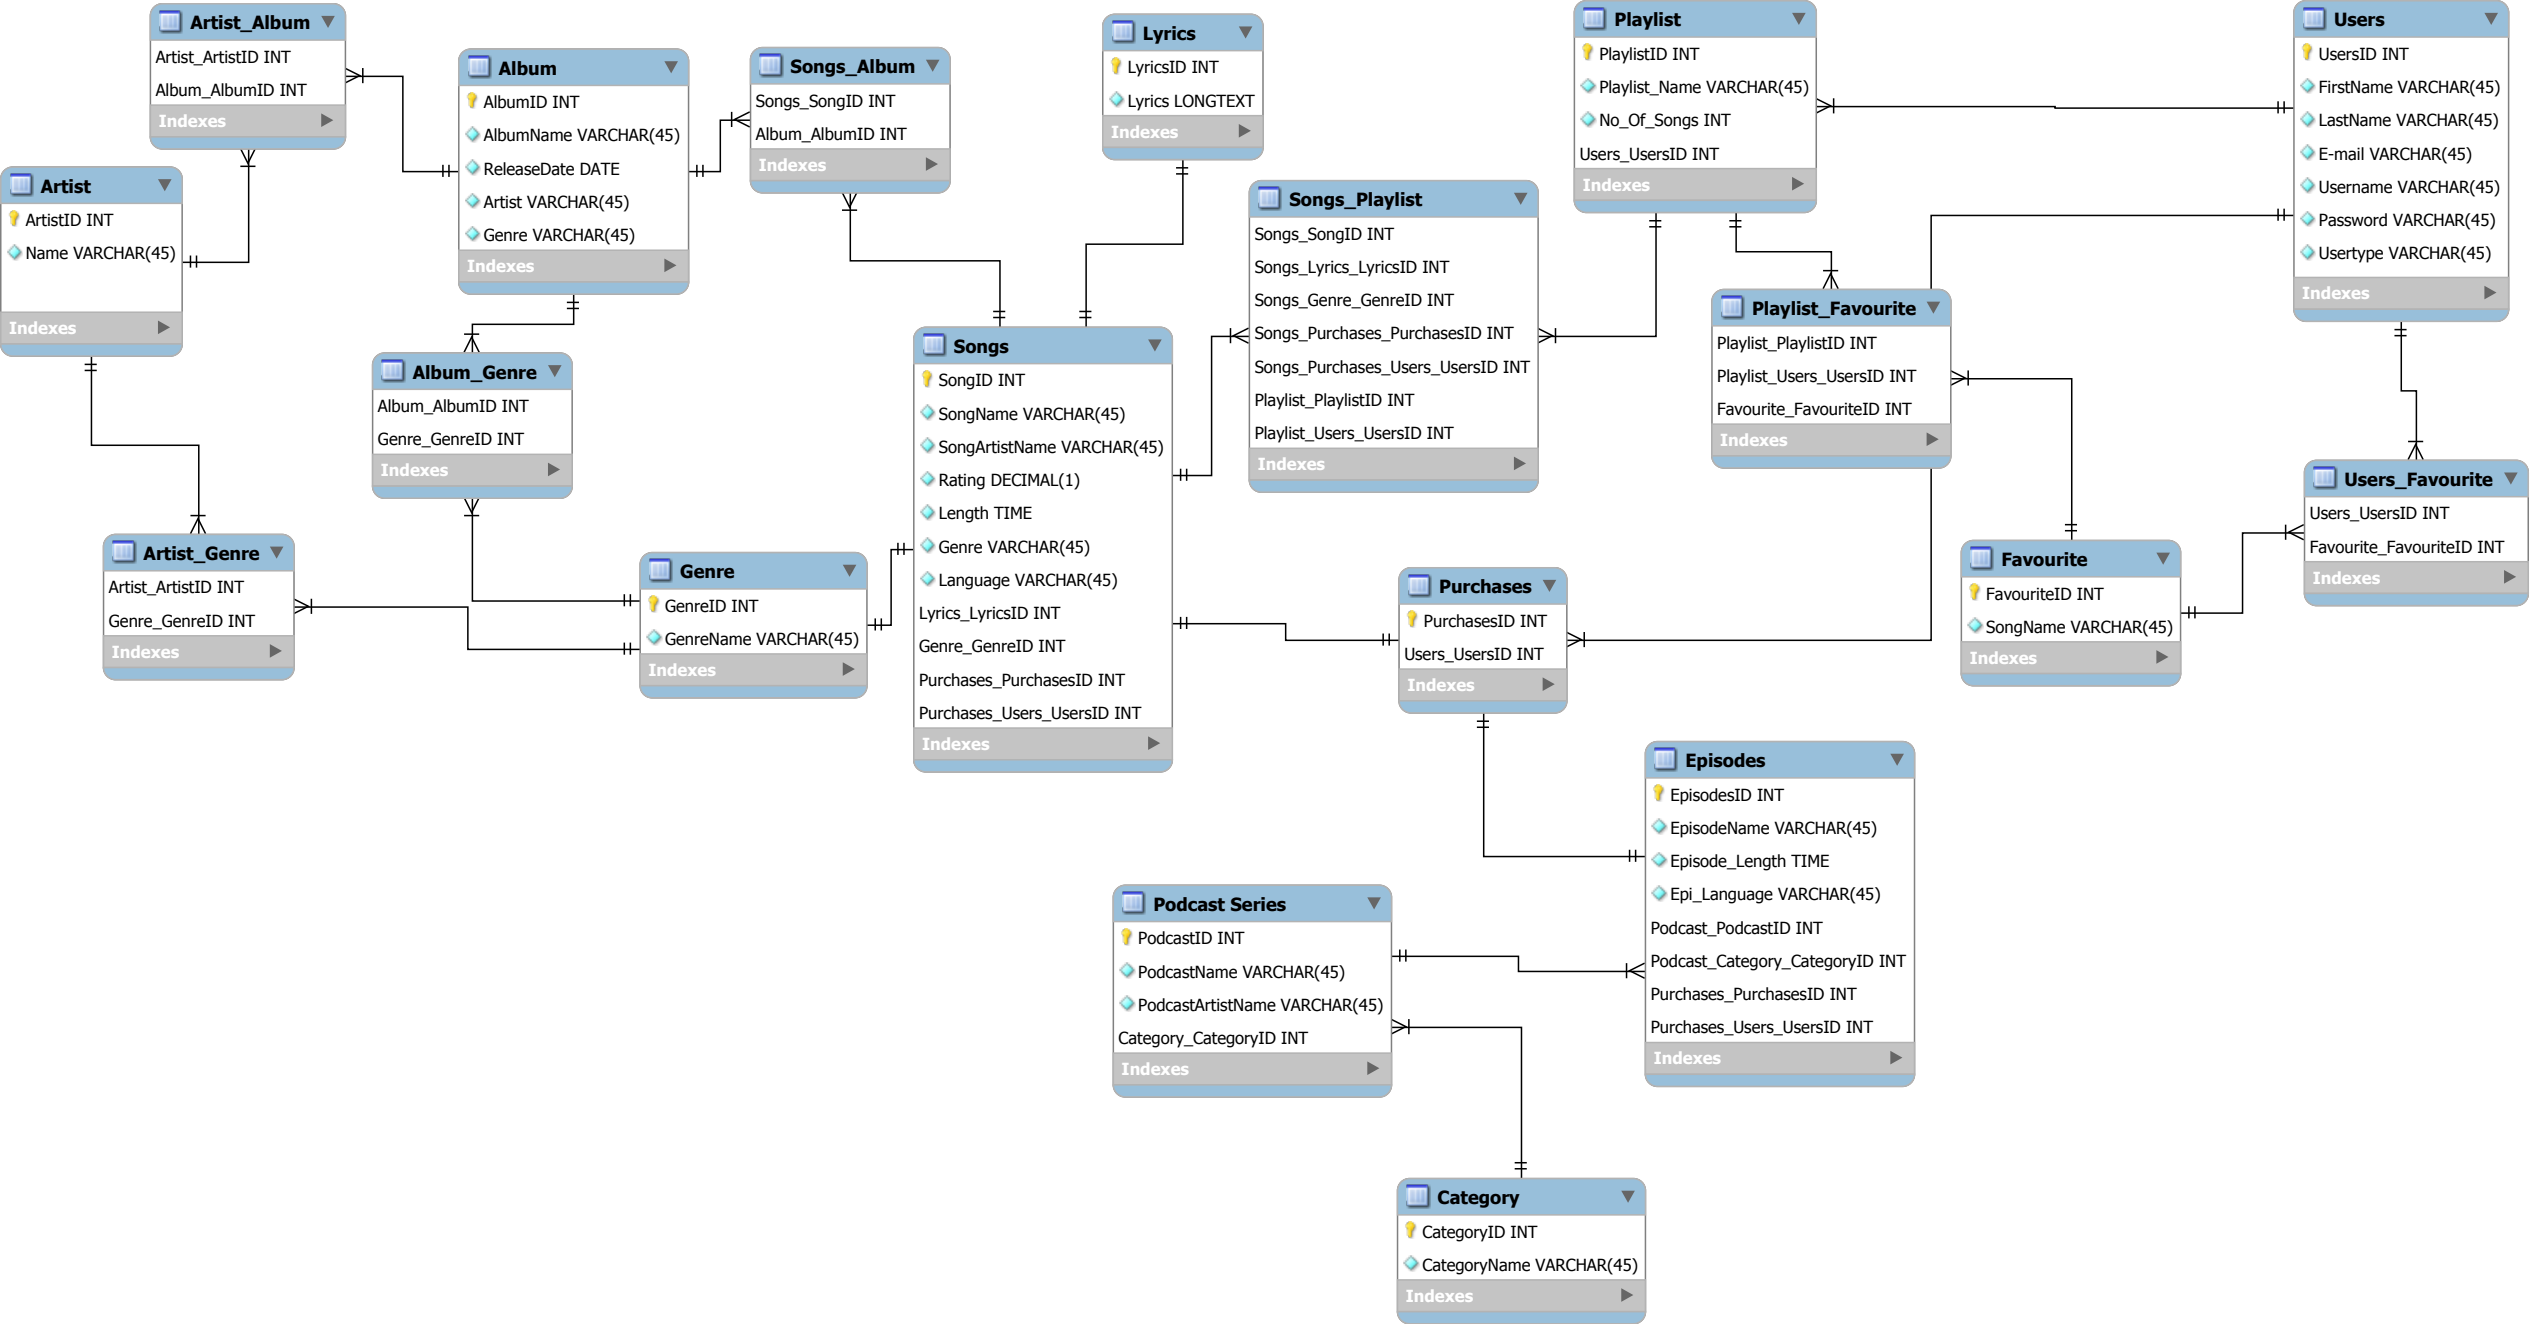 Artist_Album
Artist_ArtistID INT
Album_AlbumID INT
Indexes
Album
AlbumID INT
AlbumName VARCHAR(45)
ReleaseDate DATE
Artist VARCHAR(45)
Genre VARCHAR(45)
Indexes
Songs_Album
Songs_SongID INT
Album_AlbumID INT
Indexes
Lyrics
LyricsID INT
Lyrics LONGTEXT
Indexes
Playlist
PlaylistID INT
Playlist_Name VARCHAR(45)
No_Of_Songs INT
Users_UsersID INT
Indexes
Users
UsersID INT
FirstName VARCHAR(45)
LastName VARCHAR(45)
E-mail VARCHAR(45)
Username VARCHAR(45)
Password VARCHAR(45)
Usertype VARCHAR(45)
Indexes
Artist
ArtistID INT
Name VARCHAR(45)
Indexes
Songs_Playlist
Songs_SongID INT
Songs_Lyrics_LyricsID INT
Songs_Genre_GenreID INT
Songs_Purchases_PurchasesID INT
Songs_Purchases_Users_UsersID INT
Playlist_PlaylistID INT
Playlist_Users_UsersID INT
Indexes
Playlist_Favourite
Playlist_PlaylistID INT
Playlist_Users_UsersID INT
Favourite_FavouriteID INT
Indexes
Album_Genre
Album_AlbumID INT
Genre_GenreID INT
Indexes
Songs
SongID INT
SongName VARCHAR(45)
SongArtistName VARCHAR(45)
Rating DECIMAL(1)
Length TIME
Genre VARCHAR(45)
Language VARCHAR(45)
Lyrics_LyricsID INT
Genre_GenreID INT
Purchases_PurchasesID INT
Purchases_Users_UsersID INT
Indexes
Users_Favourite
Users_UsersID INT
Favourite_FavouriteID INT
Indexes
Artist_Genre
Artist_ArtistID INT
Genre_GenreID INT
Indexes
Genre
GenreID INT
GenreName VARCHAR(45)
Indexes
Purchases
PurchasesID INT
Users_UsersID INT
Indexes
Favourite
FavouriteID INT
SongName VARCHAR(45)
Indexes
Episodes
EpisodesID INT
EpisodeName VARCHAR(45)
Episode_Length TIME
Epi_Language VARCHAR(45)
Podcast_PodcastID INT
Podcast_Category_CategoryID INT
Purchases_PurchasesID INT
Purchases_Users_UsersID INT
Indexes
Podcast Series
PodcastID INT
PodcastName VARCHAR(45)
PodcastArtistName VARCHAR(45)
Category_CategoryID INT
Indexes
Category
CategoryID INT
CategoryName VARCHAR(45)
Indexes